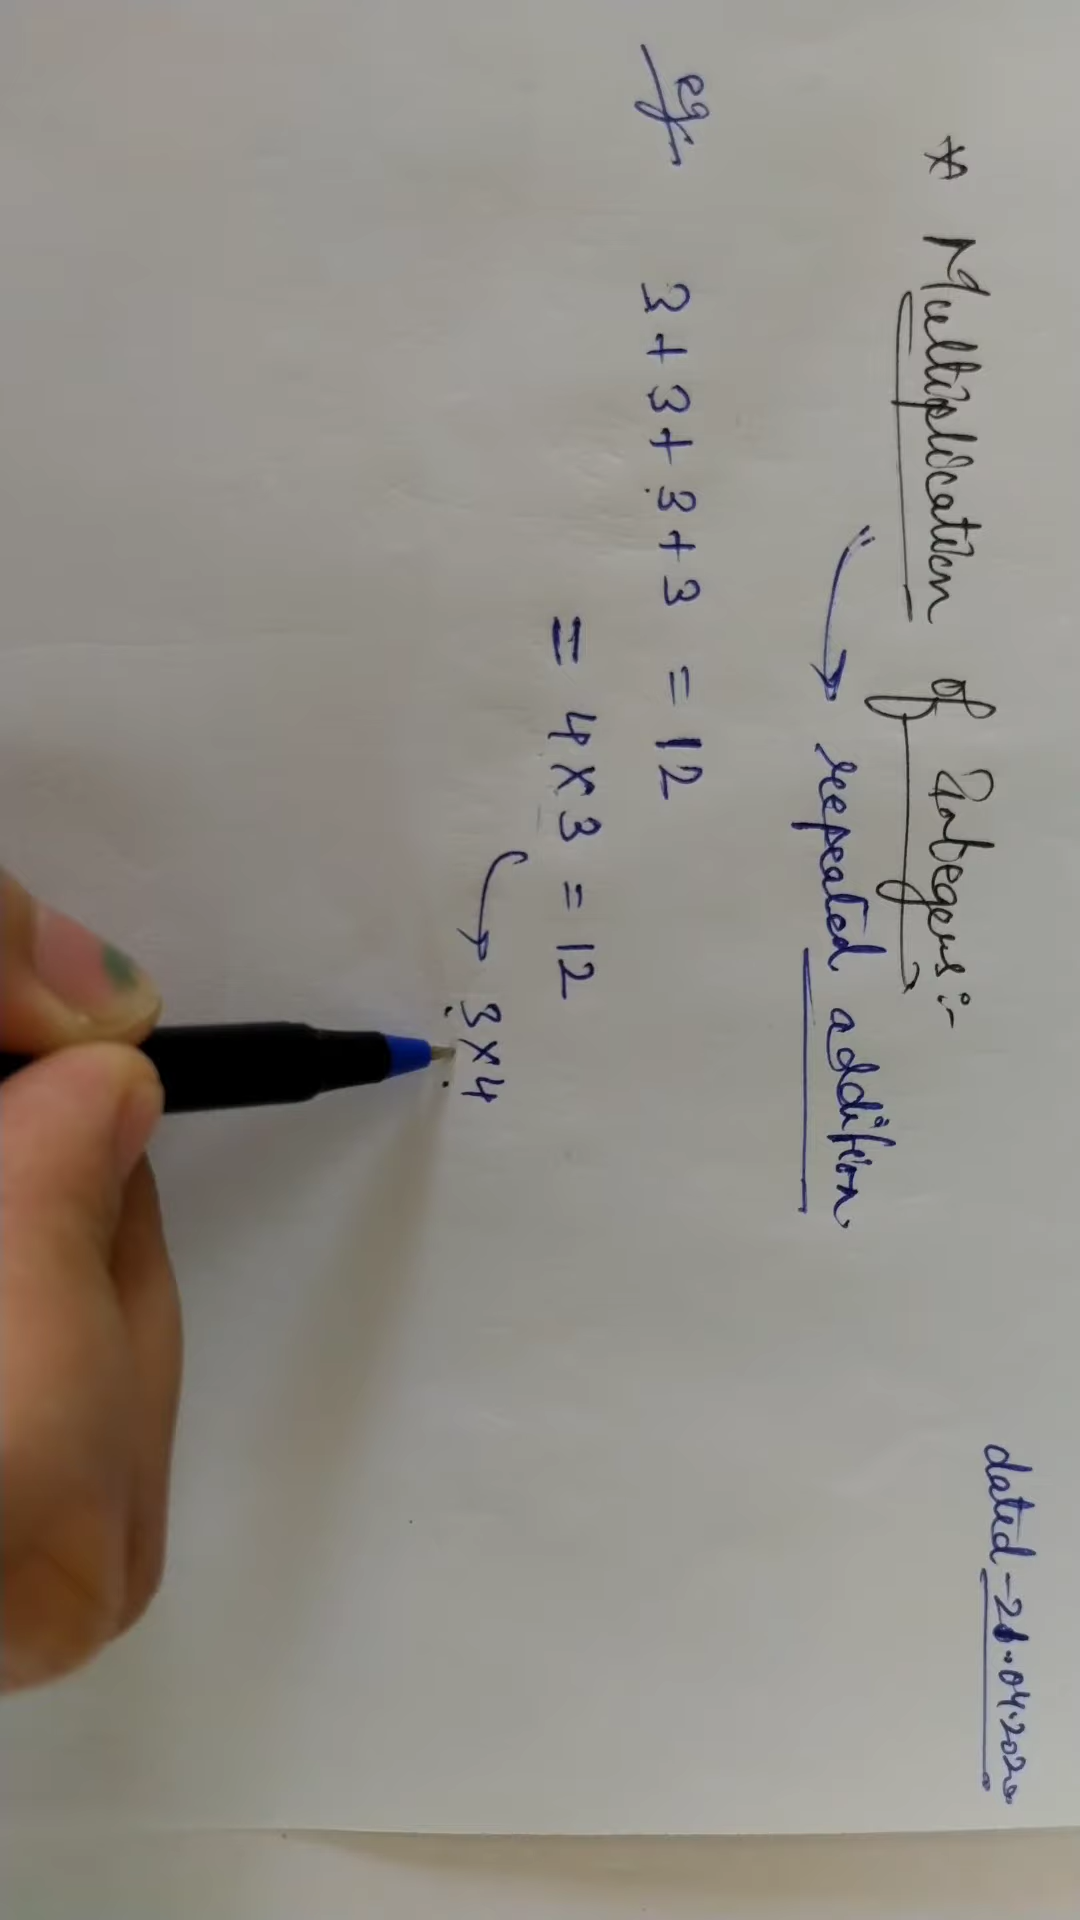 dated - 21.04.2020
* Multiplication of Integers :-
→ repeated addition.
eg:- 3+3+3+3 = 12
= 4×3 = 12
→ 3×4